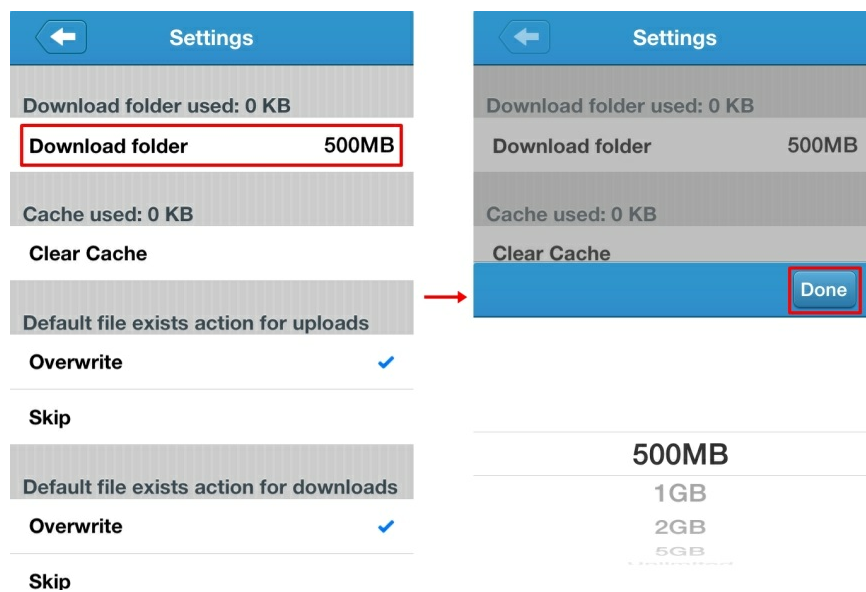 Settings
Download folder used: 0 KB
Download folder 500MB
Cache used: 0 KB
Clear Cache
Default file exists action for uploads
Overwrite
Skip
Default file exists action for downloads
Overwrite
Skip
Settings
Download folder used: 0 KB
Download folder 500MB
Cache used: 0 KB
Clear Cache
Done
500MB
1GB
2GB
5GB
Unlimited